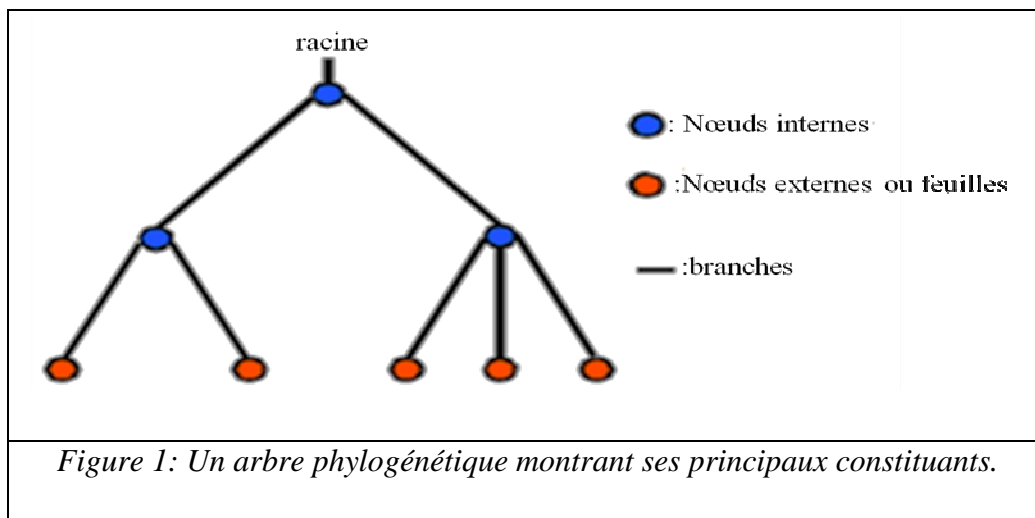 racine
: Nœuds internes
:Nœuds externes ou feuilles
:branches
Figure 1: Un arbre phylogénétique montrant ses principaux constituants.